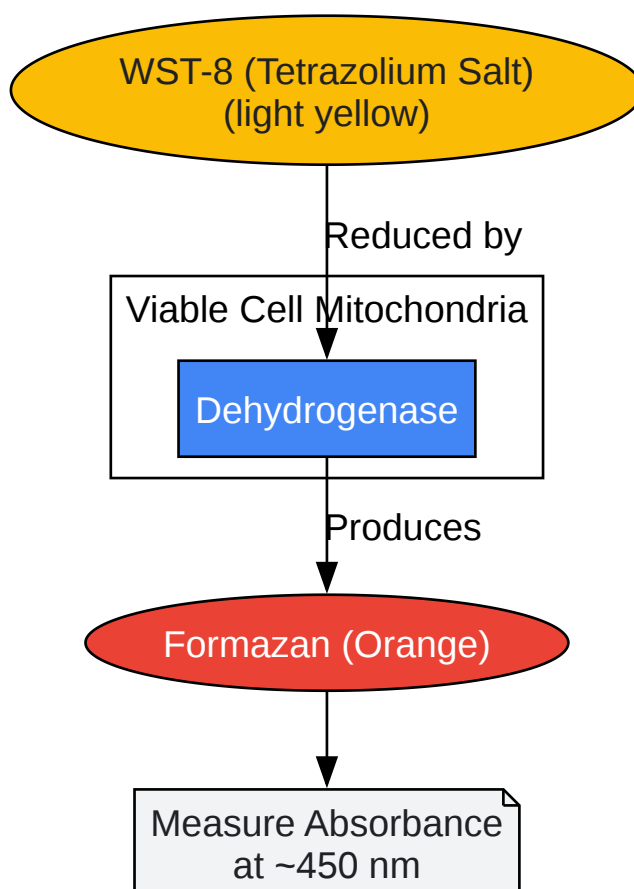 WST-8 (Tetrazolium Salt)
(light yellow)
Reduced by
Viable Cell Mitochondria
Dehydrogenase
Produces
Formazan (Orange)
Measure Absorbance
at ~450 nm